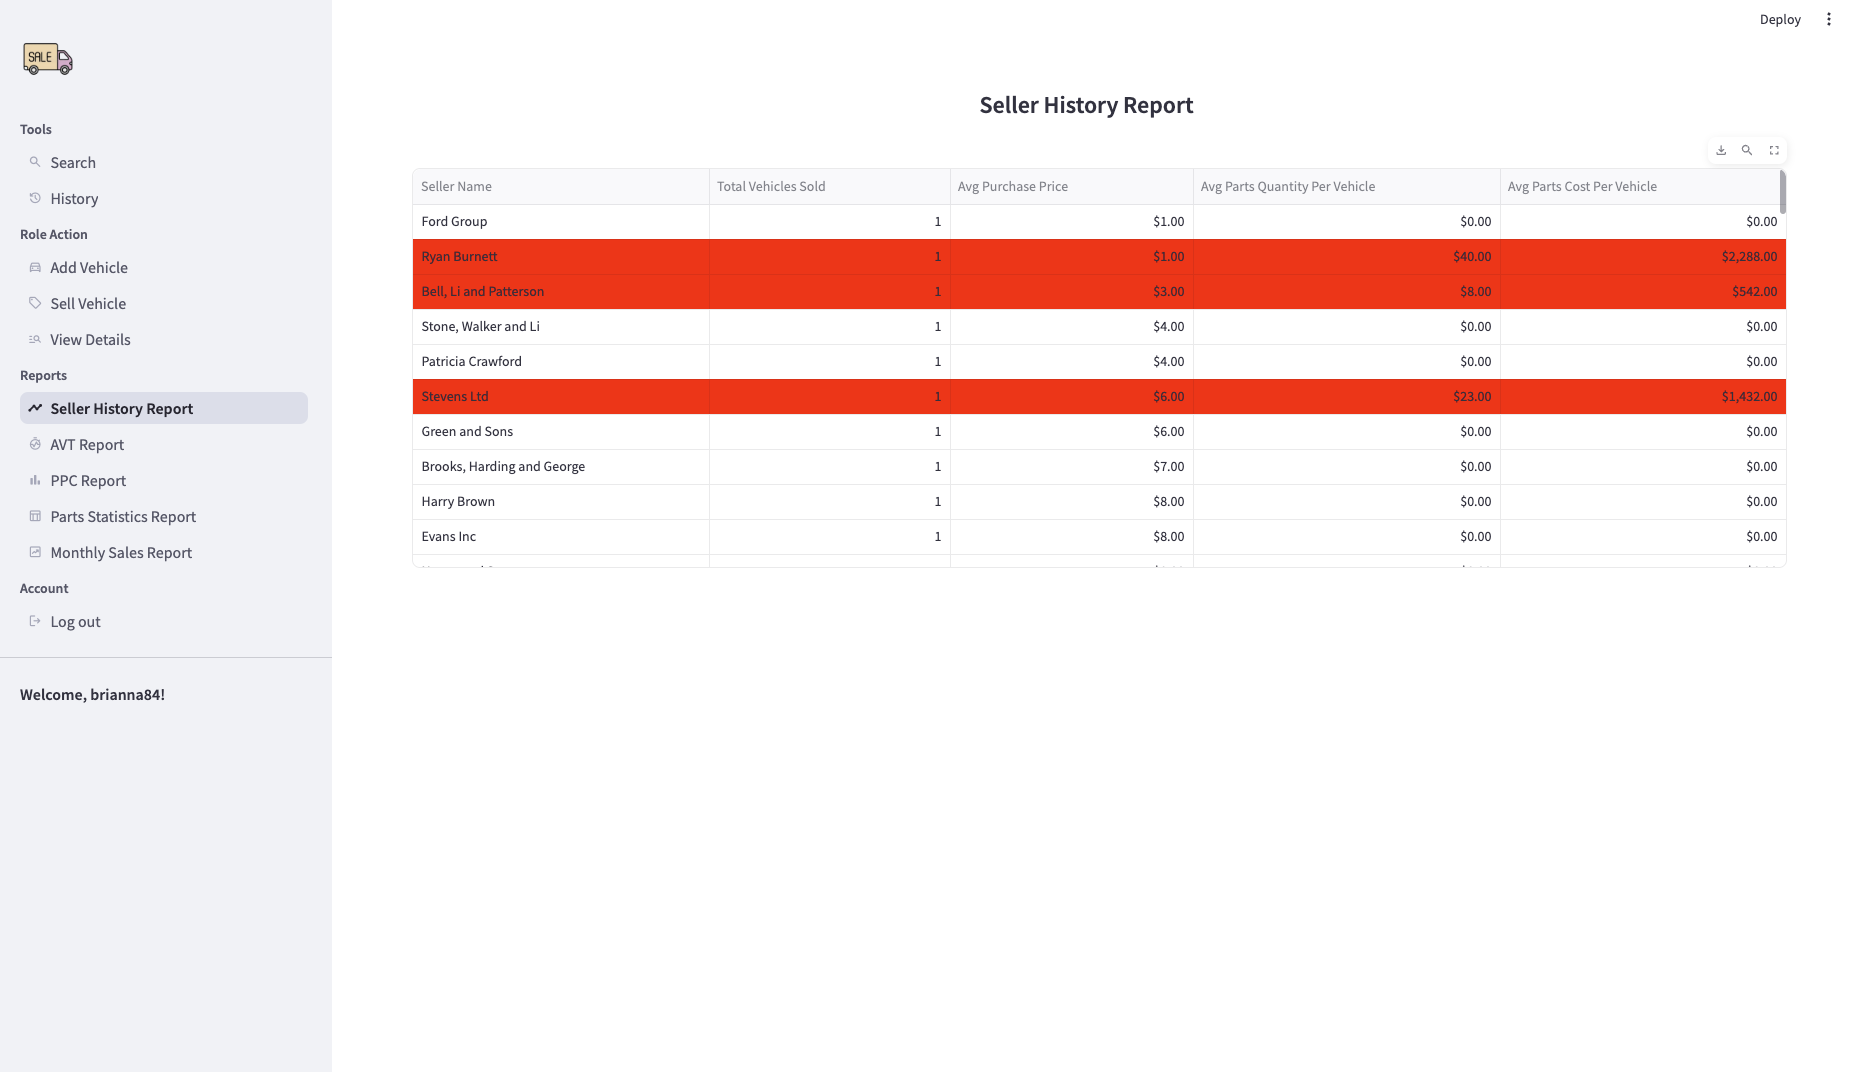 Deploy
SALE
Tools
Search
History
Role Action
Add Vehicle
Sell Vehicle
View Details
Reports
Seller History Report
AVT Report
PPC Report
Parts Statistics Report
Monthly Sales Report
Account
Log out
Welcome, brianna84!
Seller History Report
Seller Name Total Vehicles Sold Avg Purchase Price Avg Parts Quantity Per Vehicle Avg Parts Cost Per Vehicle
Ford Group 1 $1.00 $0.00 $0.00
Ryan Burnett 1 $1.00 $40.00 $2,288.00
Bell, Li and Patterson 1 $3.00 $8.00 $542.00
Stone, Walker and Li 1 $4.00 $0.00 $0.00
Patricia Crawford 1 $4.00 $0.00 $0.00
Stevens Ltd 1 $6.00 $23.00 $1,432.00
Green and Sons 1 $6.00 $0.00 $0.00
Brooks, Harding and George 1 $7.00 $0.00 $0.00
Harry Brown 1 $8.00 $0.00 $0.00
Evans Inc 1 $8.00 $0.00 $0.00